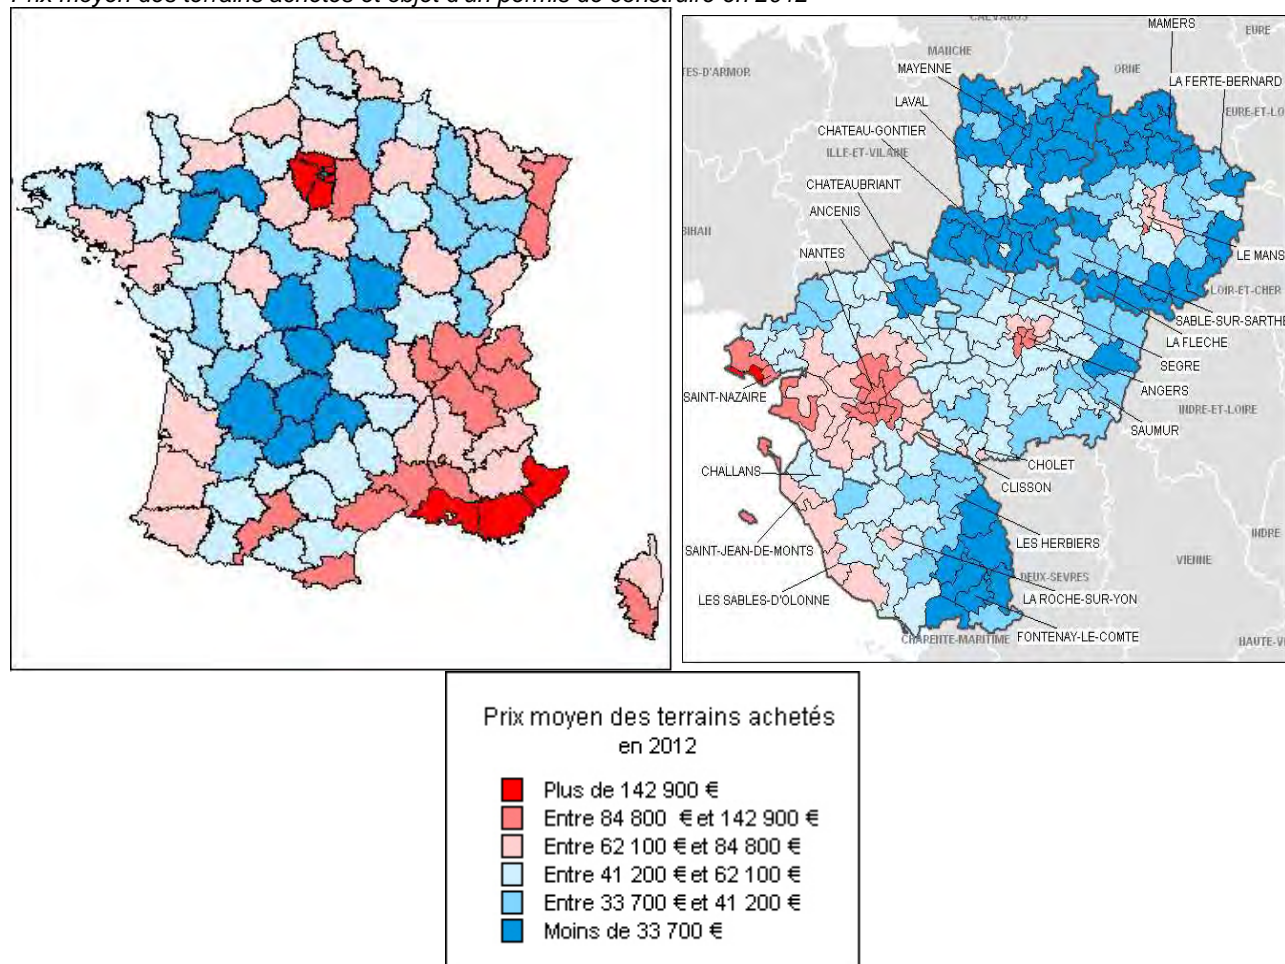 Prix moyen des terrains achetés et objet d'un permis de construire en 2012
CALVADOS
MAMERS
EURE
MANCHE
MAYENNE
ORNE
TES-D'ARMOR
LA FERTE-BERNARD
LAVAL
EURE-ET-LO
CHATEAU-GONTIER
ILLE-ET-VILAINE
CHATEAUBRIANT
ANCENIS
BIHAN
NANTES
LE MANS
LOIR-ET-CHER
SABLE-SUR-SARTHE
LA FLECHE
SEGRE
ANGERS
SAINT-NAZAIRE
INDRE-ET-LOIRE
SAUMUR
CHOLET
CHALLANS
CLISSON
INDRE
LES HERBIERS
SAINT-JEAN-DE-MONTS
VIENNE
DEUX-SEVRES
LES SABLES-D'OLONNE
LA ROCHE-SUR-YON
FONTENAY-LE-COMTE
CHARENTE-MARITIME
HAUTE-VI
Prix moyen des terrains achetés
en 2012
Plus de 142 900 €
Entre 84 800 € et 142 900 €
Entre 62 100 € et 84 800 €
Entre 41 200 € et 62 100 €
Entre 33 700 € et 41 200 €
Moins de 33 700 €